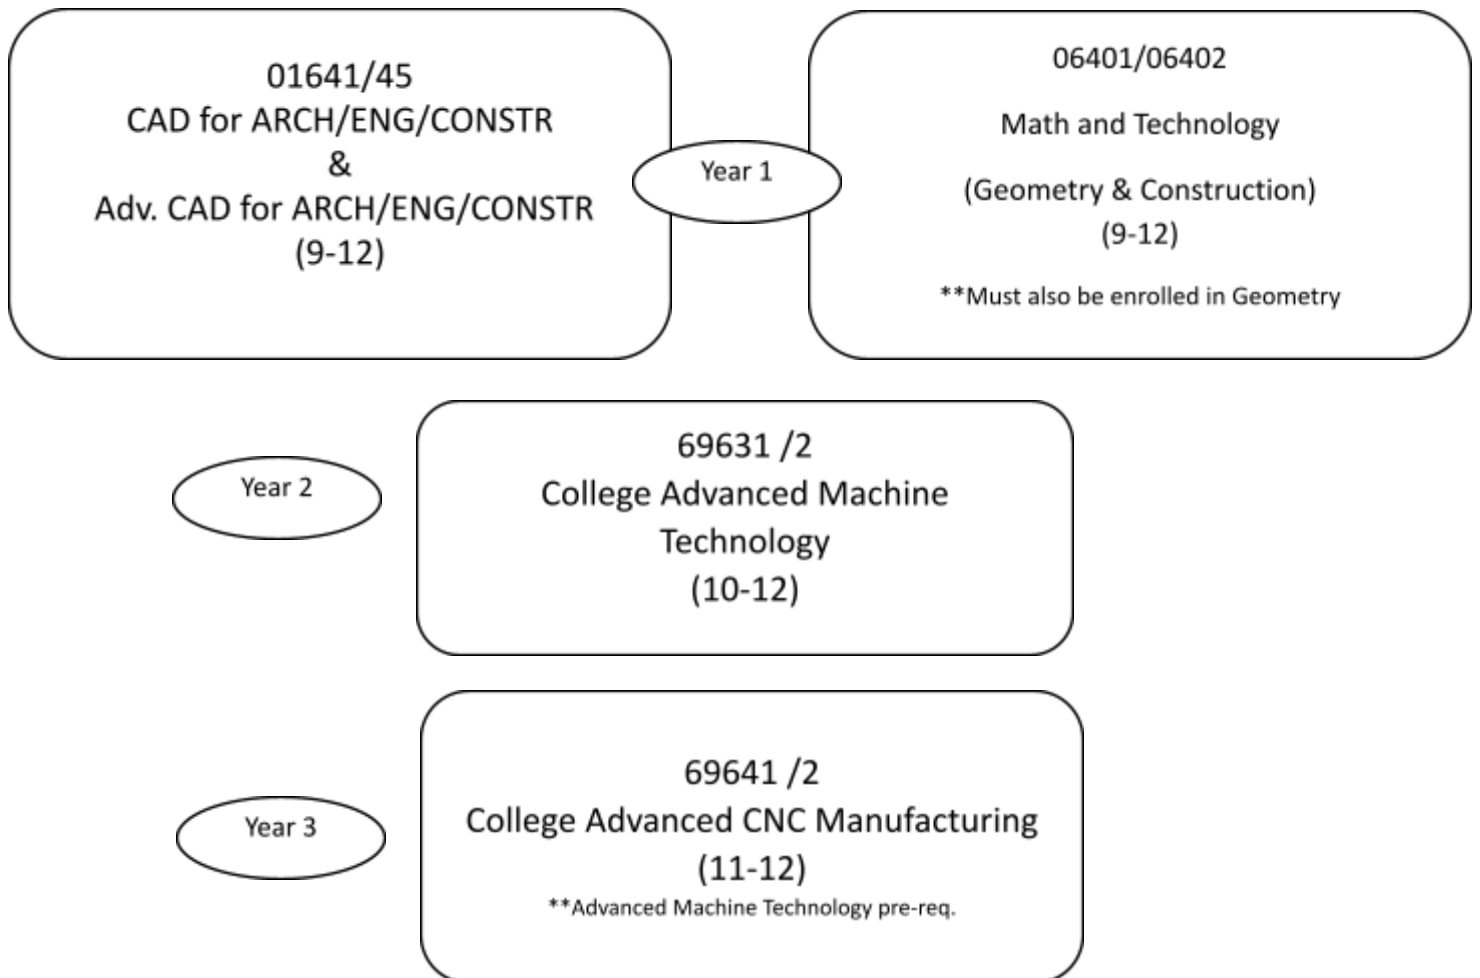 01641/45
CAD for ARCH/ENG/CONSTR
&
Adv. CAD for ARCH/ENG/CONSTR
(9-12)
Year 1
06401/06402
Math and Technology
(Geometry & Construction)
(9-12)
**Must also be enrolled in Geometry
Year 2
69631 /2
College Advanced Machine
Technology
(10-12)
Year 3
69641 /2
College Advanced CNC Manufacturing
(11-12)
**Advanced Machine Technology pre-req.